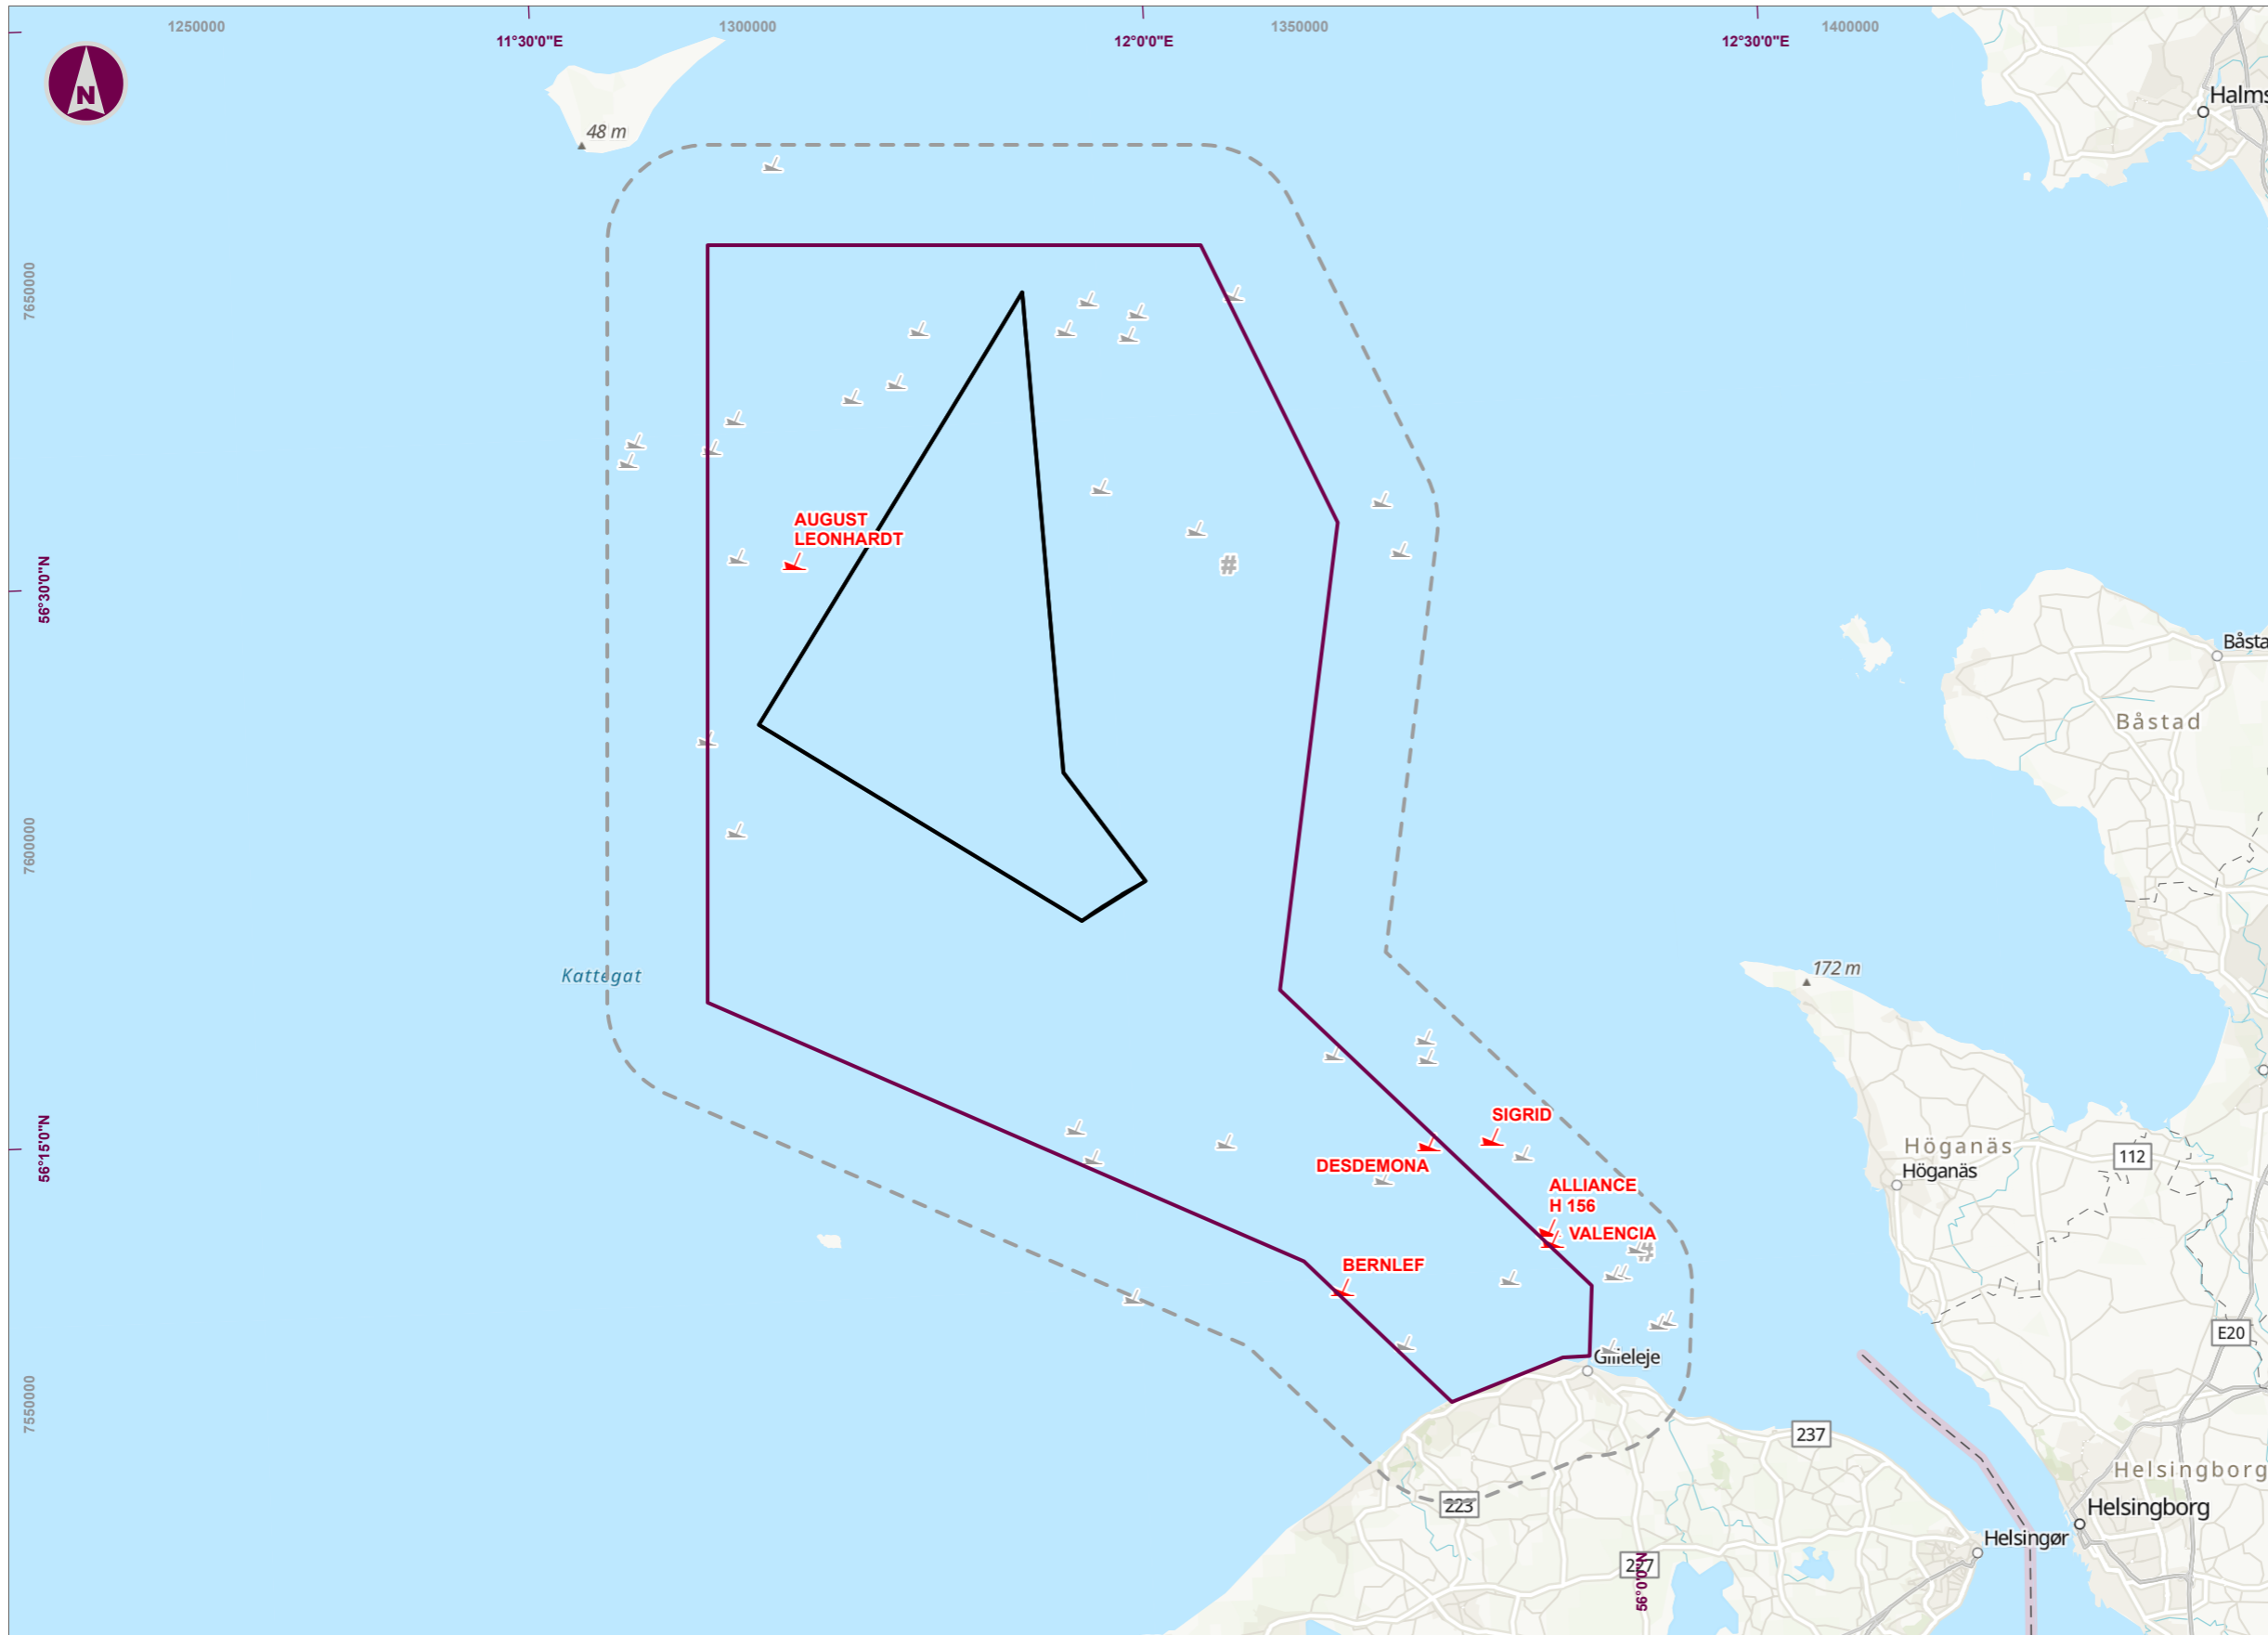 1250000
1300000
1350000
1400000
11°30'0"E
12°0'0"E
12°30'0"E
N
48 m
Halms
7650000
AUGUST
LEONHARDT
#
56°30'0"N
Båsta
Båstad
7600000
Kattegat
172 m
SIGRID
56°15'0"N
DESDEMONA
Höganäs
Höganäs
112
ALLIANCE
H 156
VALENCIA
#
BERNLEF
E20
Gilleleje
7550000
237
Helsingborg
223
Helsingborg
Helsingør
227
56°0'0"N